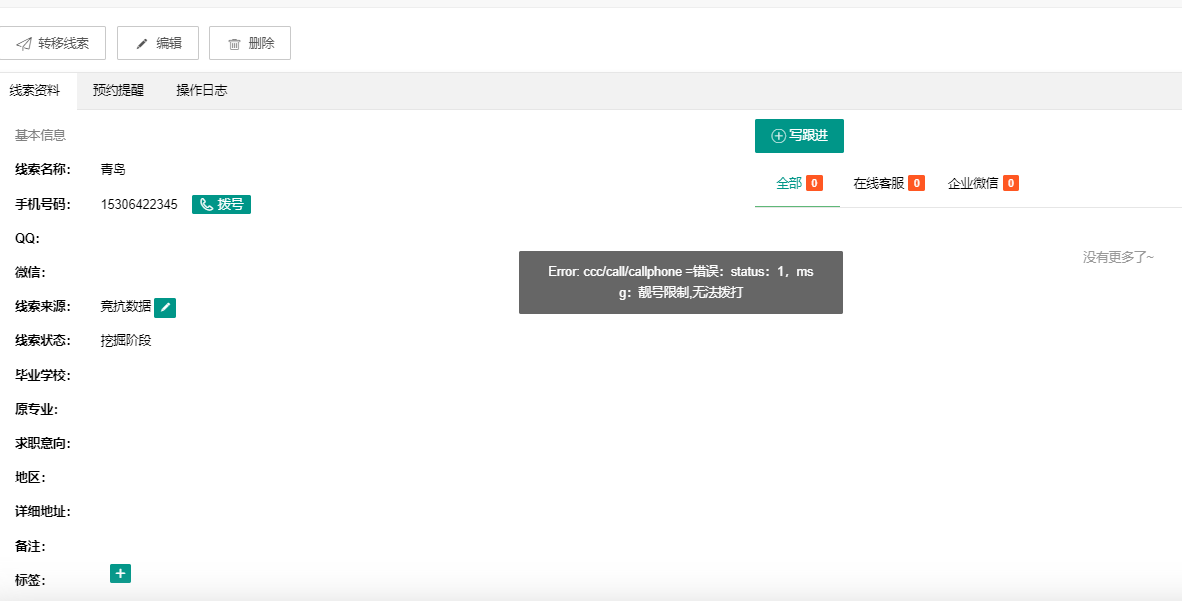 转移线索 编辑 删除
线索资料 预约提醒 操作日志
基本信息
线索名称： 青鸟
手机号码： 15306422345 拨号
QQ：
微信：
线索来源： 竞抗数据
线索状态： 挖掘阶段
毕业学校：
原专业：
求职意向：
地区：
详细地址：
备注：
标签：
写跟进
全部 0 在线客服 0 企业微信 0
没有更多了~
Error: ccc/call/callphone =错误：status：1，ms
g：靓号限制,无法拨打